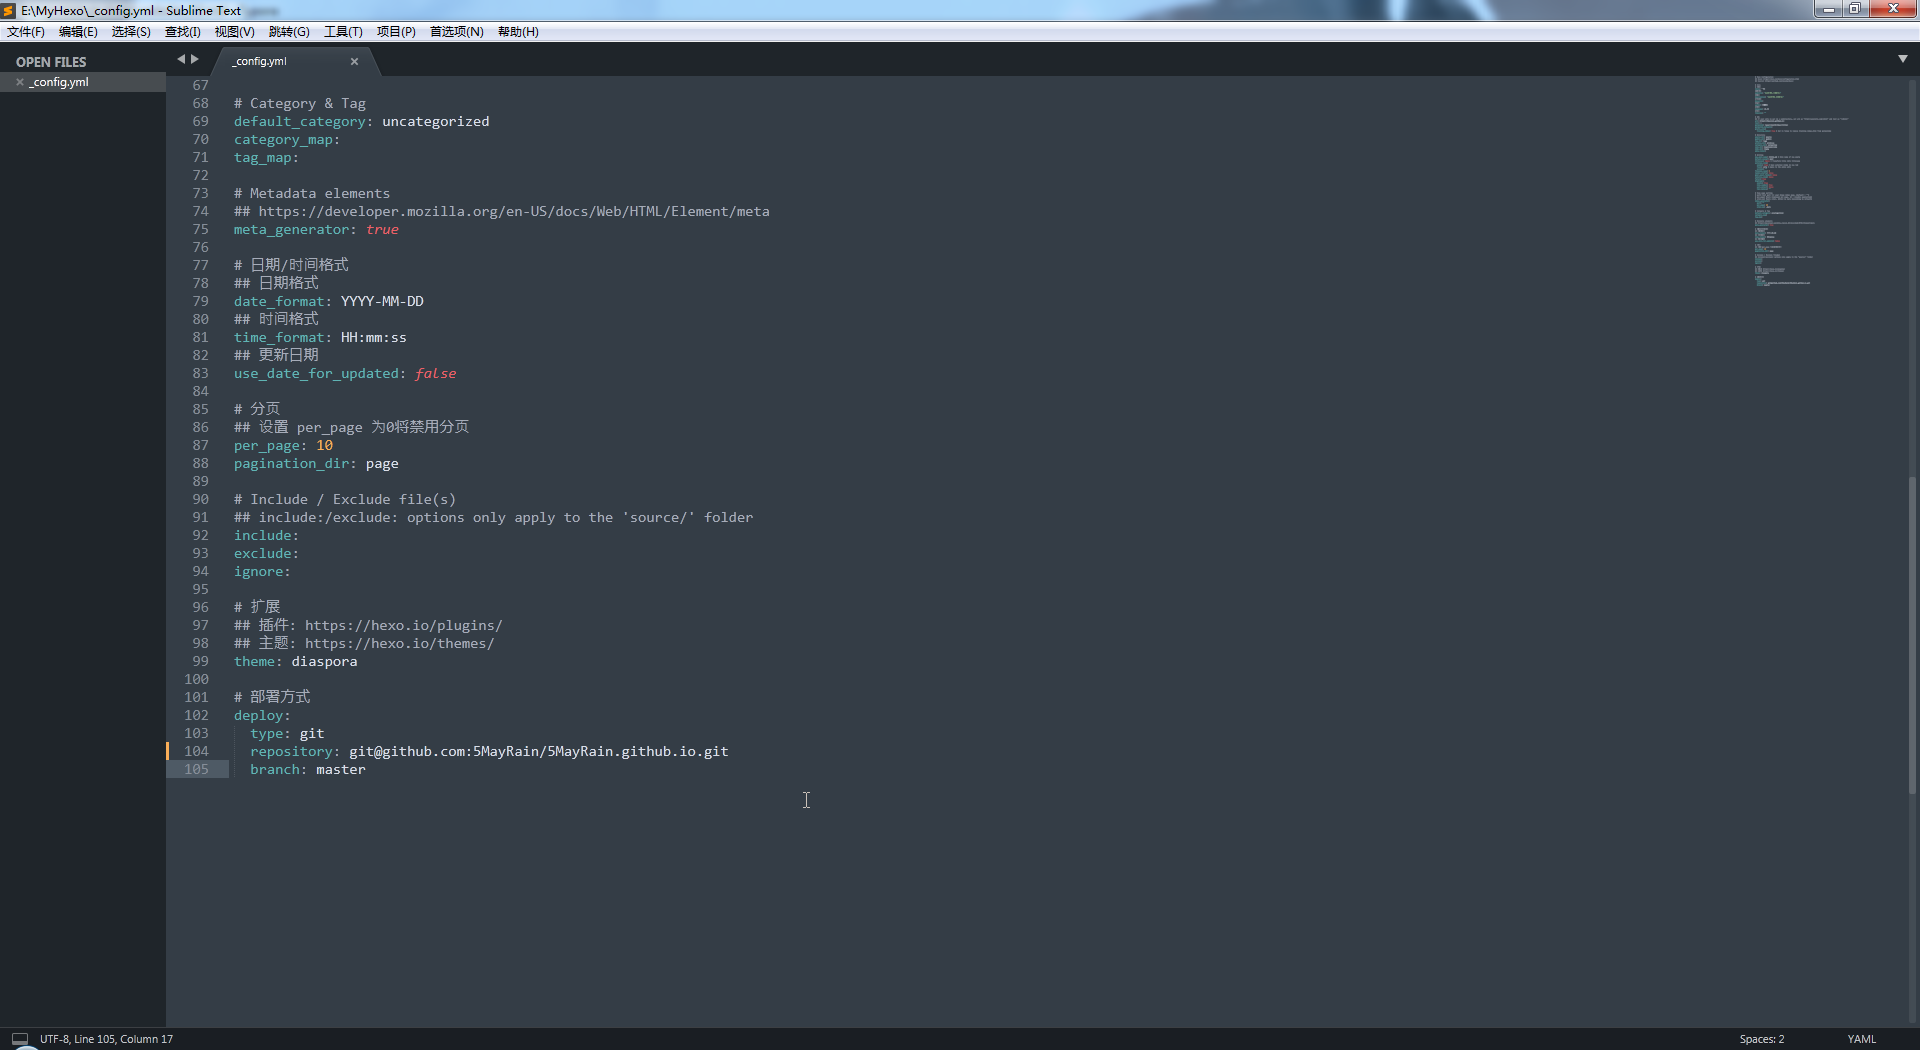 E:\MyHexo\_config.yml - Sublime Text
文件(F) 编辑(E) 选择(S) 查找(I) 视图(V) 跳转(G) 工具(T) 项目(P) 首选项(N) 帮助(H)
OPEN FILES
_config.yml
_config.yml
67
68 # Category & Tag
69 default_category: uncategorized
70 category_map:
71 tag_map:
72
73 # Metadata elements
74 ## https://developer.mozilla.org/en-US/docs/Web/HTML/Element/meta
75 meta_generator: true
76
77 # 日期/时间格式
78 ## 日期格式
79 date_format: YYYY-MM-DD
80 ## 时间格式
81 time_format: HH:mm:ss
82 ## 更新日期
83 use_date_for_updated: false
84
85 # 分页
86 ## 设置 per_page 为0将禁用分页
87 per_page: 10
88 pagination_dir: page
89
90 # Include / Exclude file(s)
91 ## include:/exclude: options only apply to the 'source/' folder
92 include:
93 exclude:
94 ignore:
95
96 # 扩展
97 ## 插件: https://hexo.io/plugins/
98 ## 主题: https://hexo.io/themes/
99 theme: diaspora
100
101 # 部署方式
102 deploy:
103 type: git
104 repository: git@github.com:5MayRain/5MayRain.github.io.git
105 branch: master
UTF-8, Line 105, Column 17
Spaces: 2
YAML